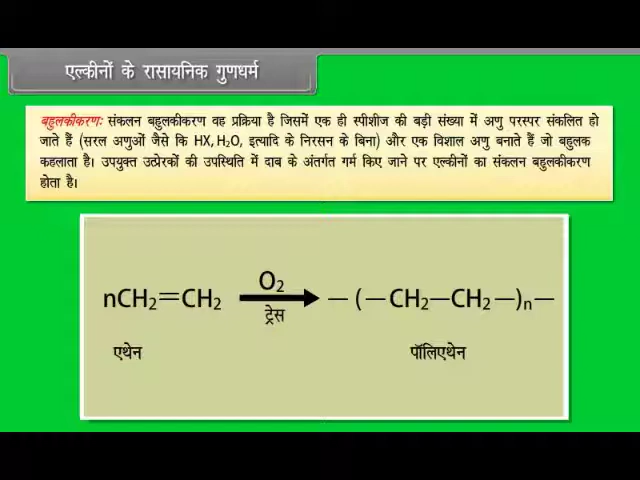 एल्कीनों के रासायनिक गुणधर्म
बहुलकीकरण: संकलन बहुलकीकरण वह प्रक्रिया है जिसमें एक ही स्पीशीज की बड़ी संख्या में अणु परस्पर संकलित हो
जाते हैं (सरल अणुओं जैसे कि HX, H₂O, इत्यादि के निरसन के बिना) और एक विशाल अणु बनाते हैं जो बहुलक
कहलाता है। उपयुक्त उत्प्रेरकों की उपस्थिति में दाब के अंतर्गत गर्म किए जाने पर एल्कीनों का संकलन बहुलकीकरण
होता है।
O₂
nCH₂=CH₂ → —(—CH₂—CH₂—)ₙ—
ट्रेस
एथेन पॉलिएथेन